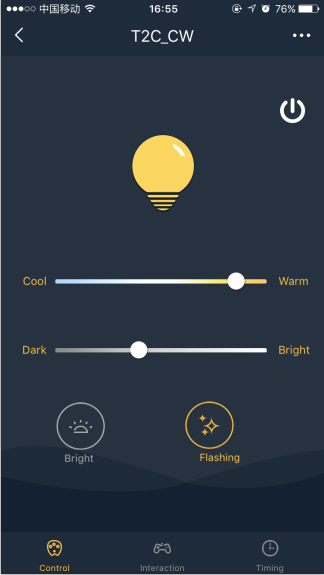 中国移动 16:55 76%
T2C_CW
Cool Warm
Dark Bright
Bright Flashing
Control Interaction Timing